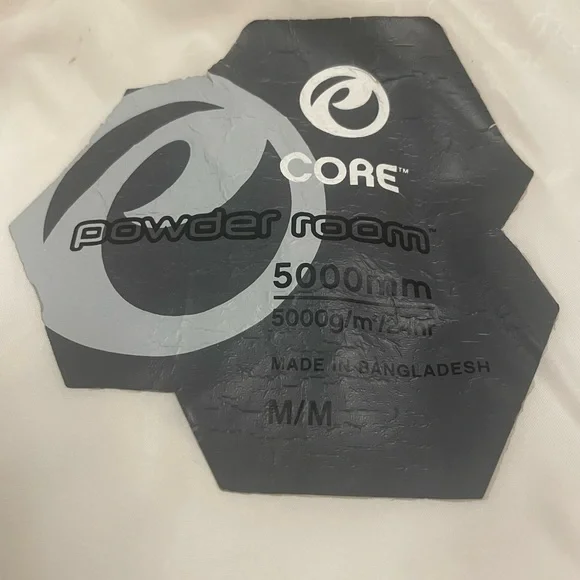 CORE™
powder room™
5000mm
5000g/m²/24hr
MADE IN BANGLADESH
M/M